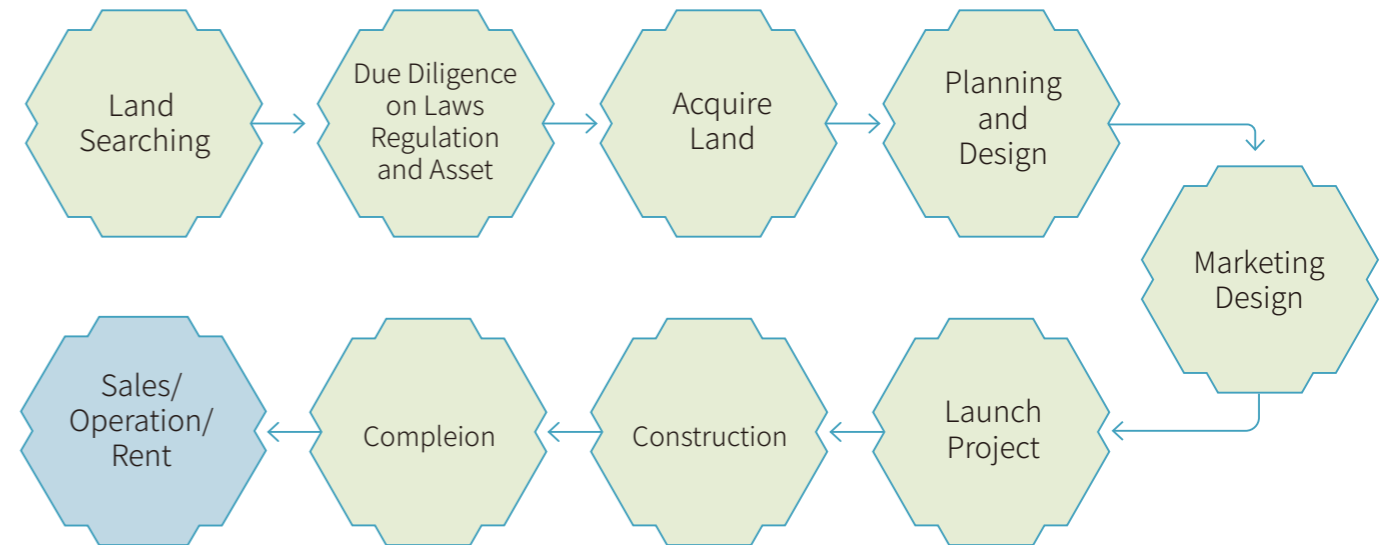 Land
Searching
Due Diligence
on Laws
Regulation
and Asset
Acquire
Land
Planning
and
Design
Marketing
Design
Launch
Project
Construction
Compleion
Sales/
Operation/
Rent